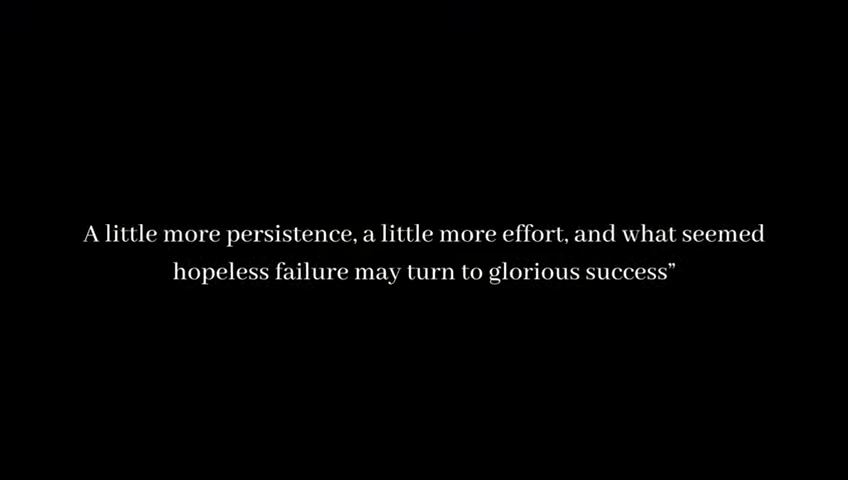 A little more persistence, a little more effort, and what seemed
hopeless failure may turn to glorious success”